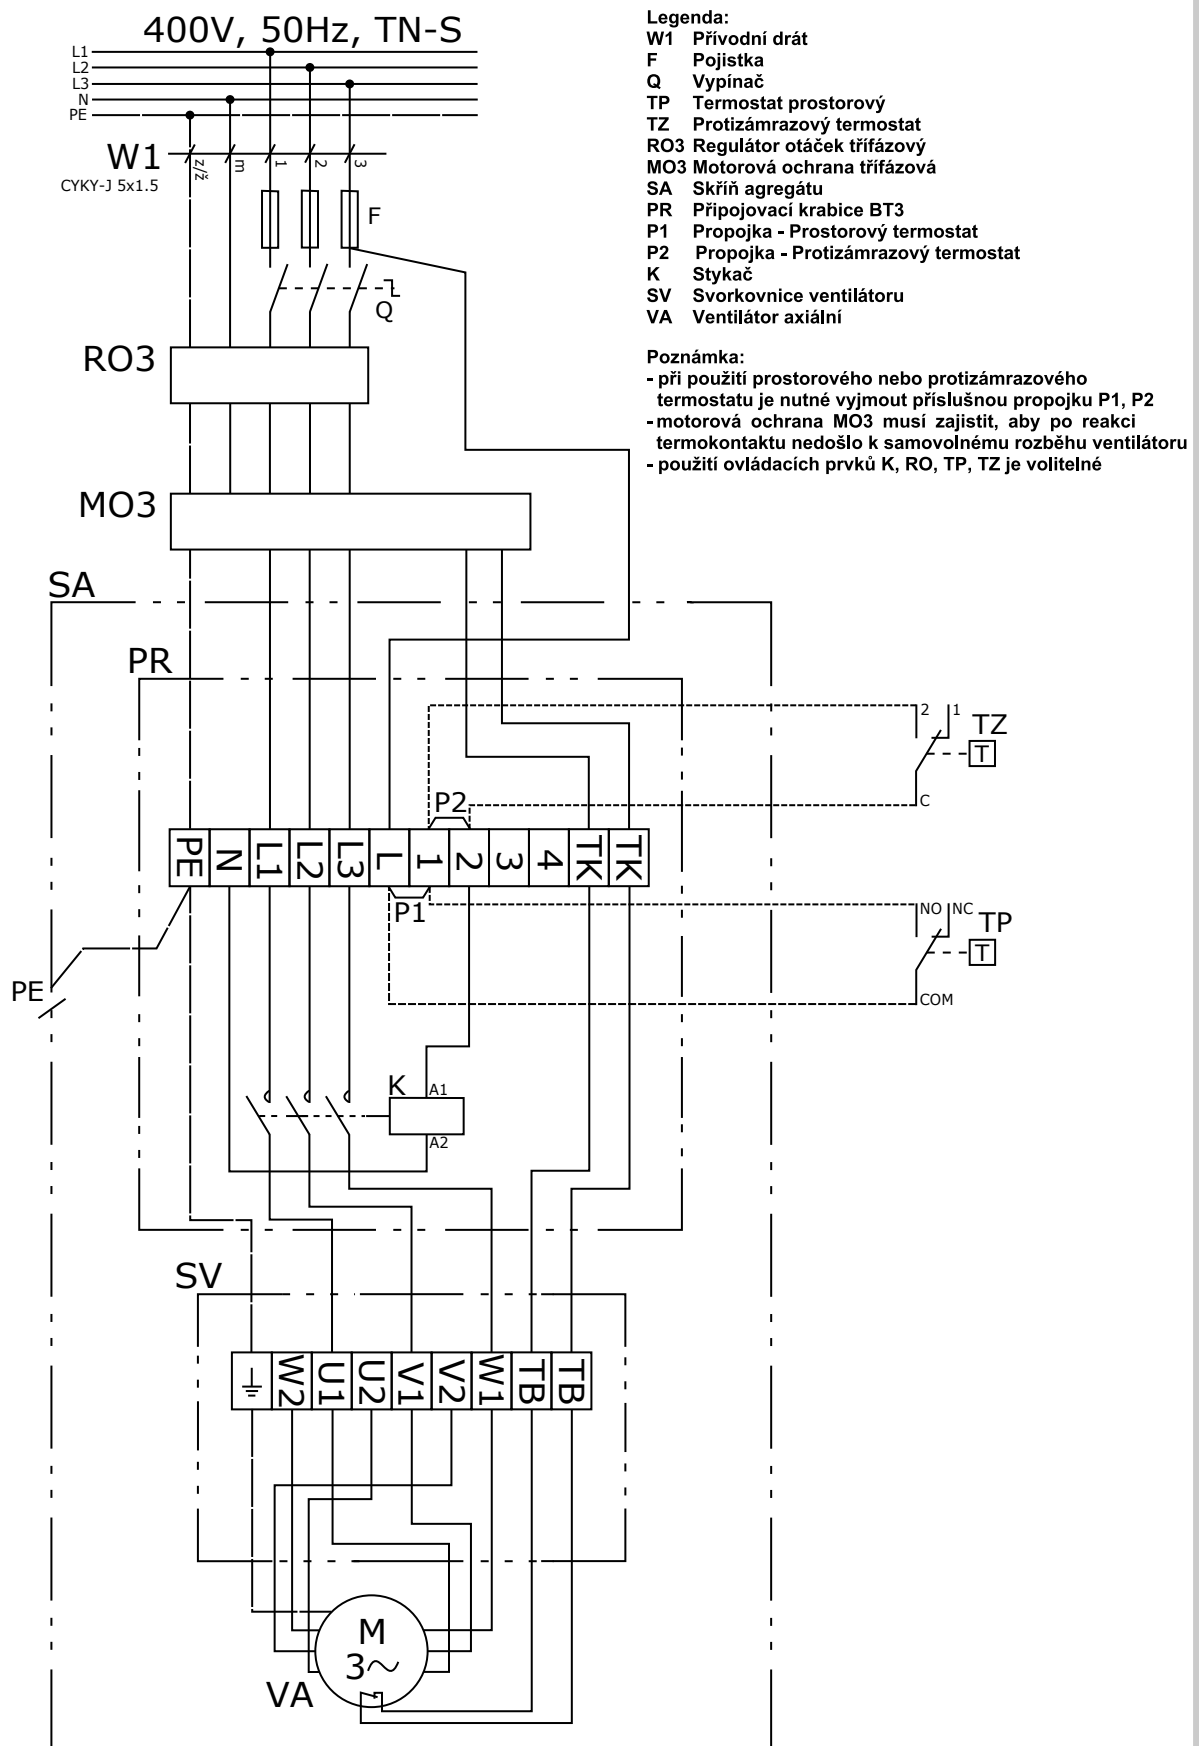 400V, 50Hz, TN-S
L1
L2
L3
N
PE
W1
CYKY-J 5x1.5
z/ž
m
1
2
3
F
Q
RO3
MO3
SA
PR
P2
2
1
TZ
T
C
PE
N
L1
L2
L3
L
1
2
3
4
TK
TK
P1
NO
NC
TP
T
COM
PE
K
A1
A2
SV
W2
U1
U2
V1
V2
W1
TB
TB
M
3～
VA
Legenda:
W1 Přívodní drát
F Pojistka
Q Vypínač
TP Termostat prostorový
TZ Protizámrazový termostat
RO3 Regulátor otáček třífázový
MO3 Motorová ochrana třífázová
SA Skříň agregátu
PR Připojovací krabice BT3
P1 Propojka - Prostorový termostat
P2 Propojka - Protizámrazový termostat
K Stykač
SV Svorkovnice ventilátoru
VA Ventilátor axiální
Poznámka:
- při použití prostorového nebo protizámrazového
termostatu je nutné vyjmout příslušnou propojku P1, P2
- motorová ochrana MO3 musí zajistit, aby po reakci
termokontaktu nedošlo k samovolnému rozběhu ventilátoru
- použití ovládacích prvků K, RO, TP, TZ je volitelné